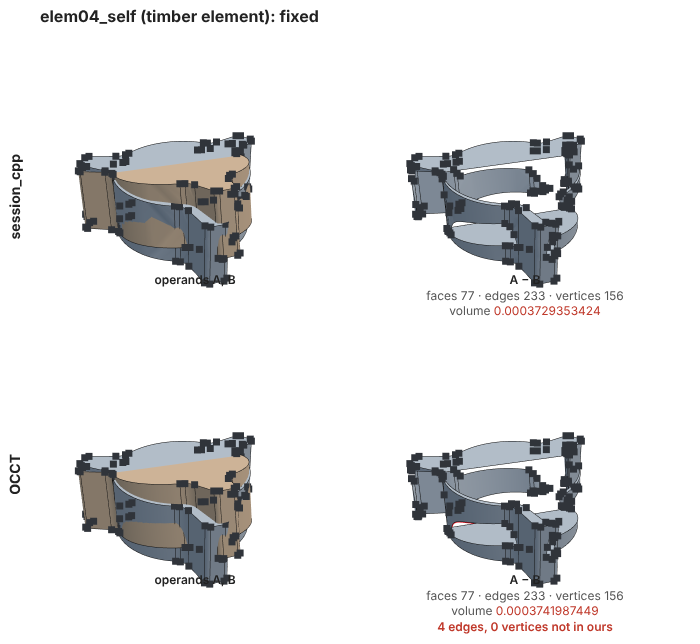 elem04_self (timber element): fixed
session_cpp
operands A, B
A − B
faces 77 · edges 233 · vertices 156
volume 0.0003729353424
OCCT
operands A, B
A − B
faces 77 · edges 233 · vertices 156
volume 0.0003741987449
4 edges, 0 vertices not in ours